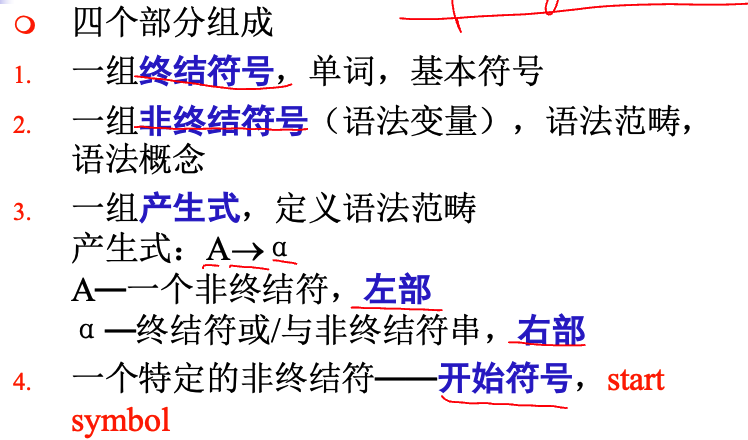 四个部分组成
1. 一组终结符号，单词，基本符号
2. 一组非终结符号（语法变量），语法范畴，
语法概念
3. 一组产生式，定义语法范畴
产生式：A→α
A—一个非终结符，左部
α—终结符或/与非终结符串，右部
4. 一个特定的非终结符——开始符号，start
symbol